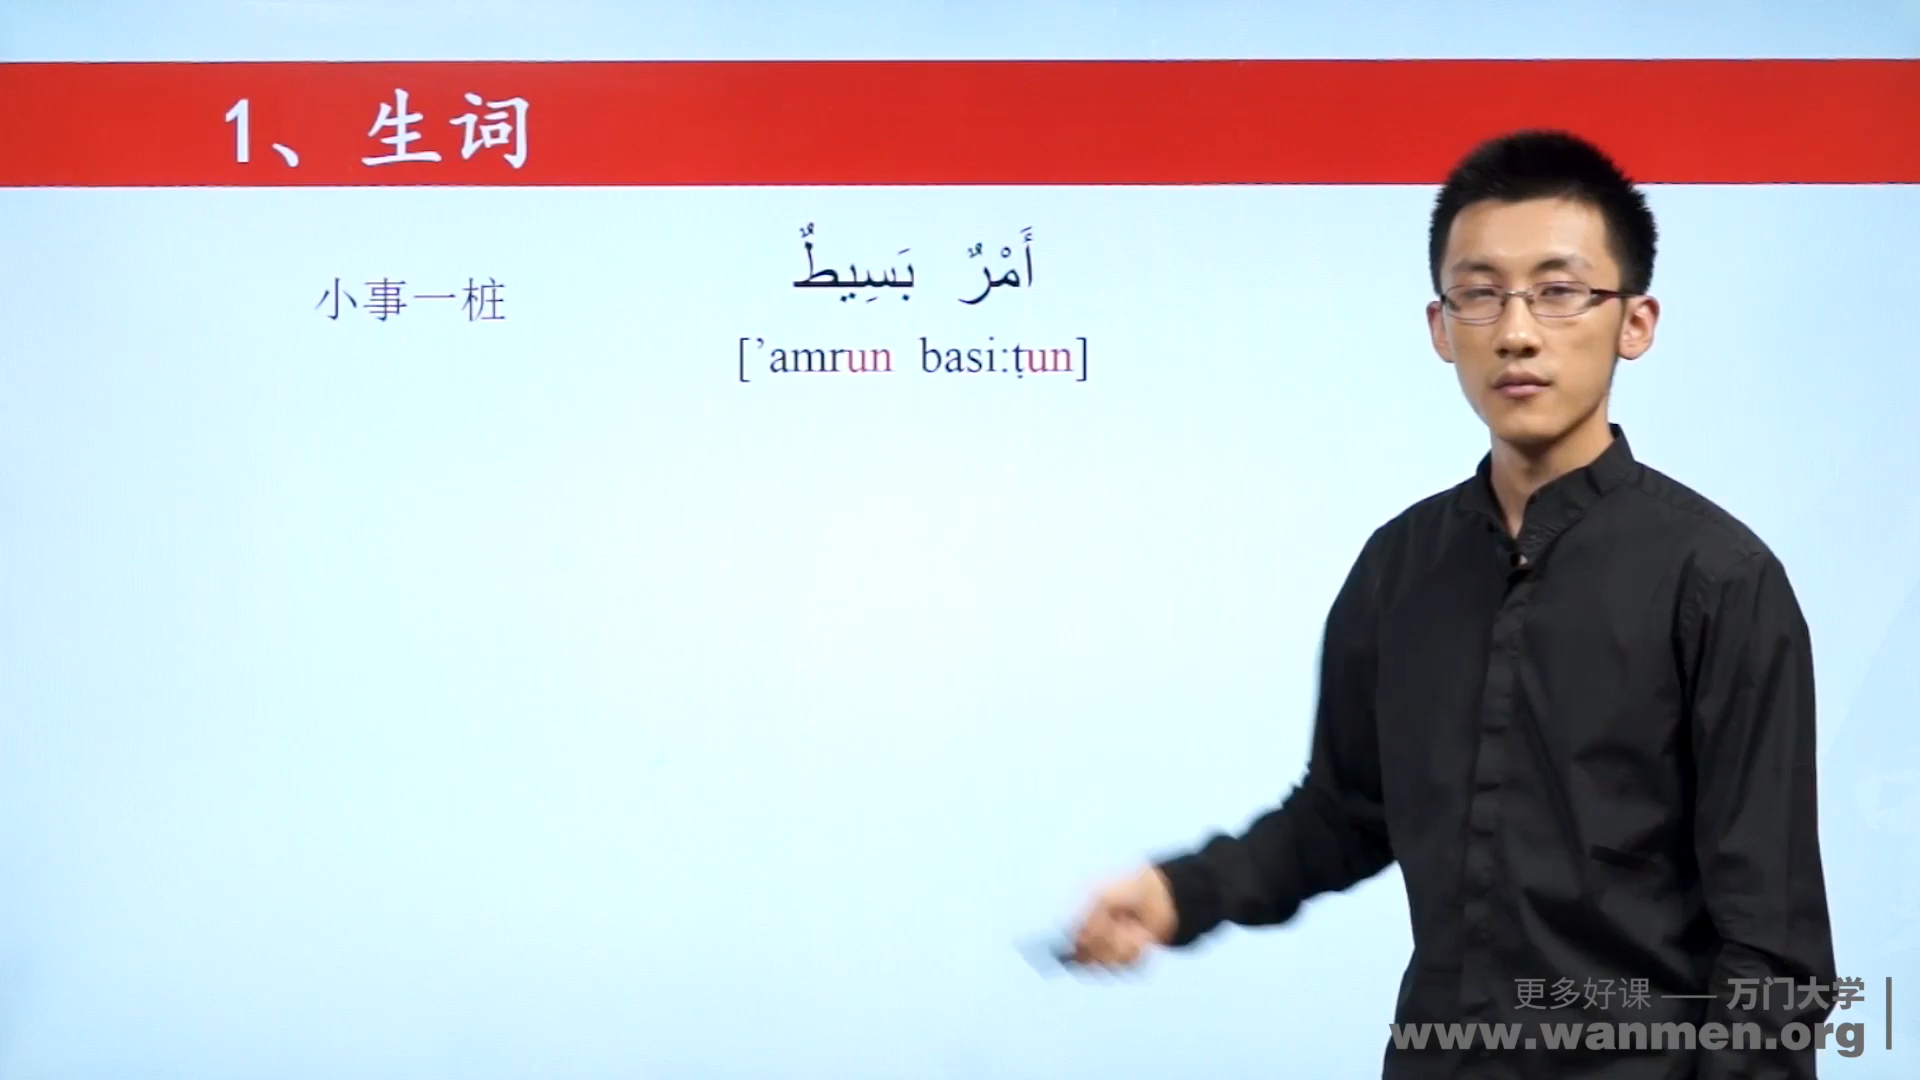 1、生词
小事一桩
أَمْرٌ بَسِيطٌ
[’amrun basi:ṭun]
更多好课 —— 万门大学
www.wanmen.org